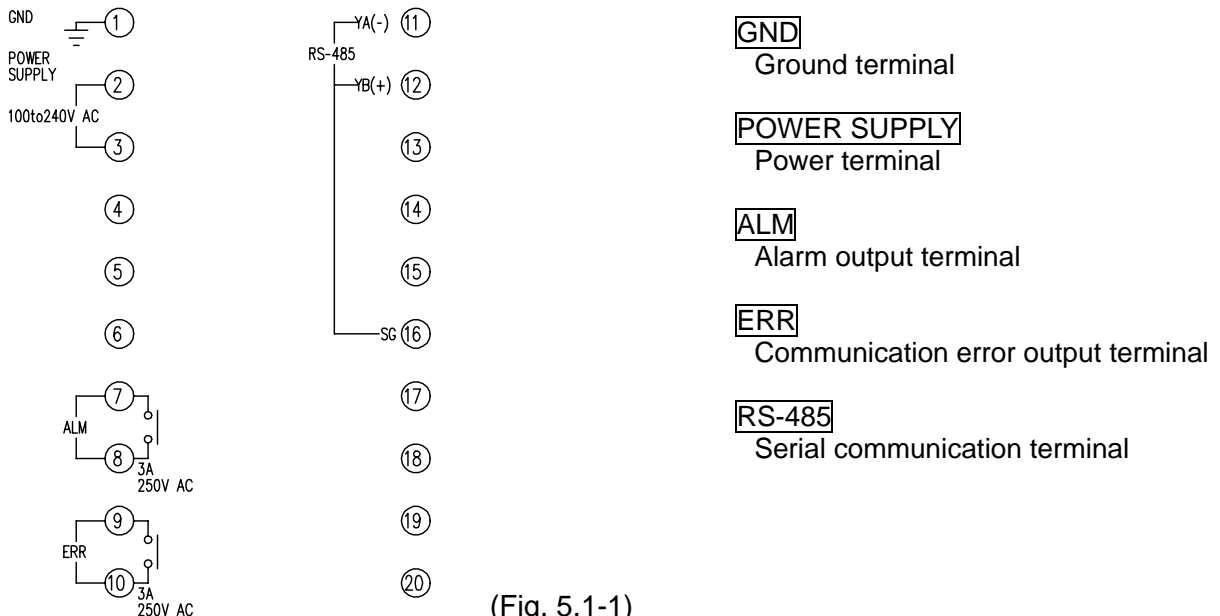 GND
1
POWER
SUPPLY
2
100to240V AC
3
4
5
6
7
ALM
8
3A
250V AC
9
ERR
10
3A
250V AC
YA(-) 11
RS-485
YB(+) 12
13
14
15
SG 16
17
18
19
20
(Fig. 5.1-1)
GND
Ground terminal
POWER SUPPLY
Power terminal
ALM
Alarm output terminal
ERR
Communication error output terminal
RS-485
Serial communication terminal